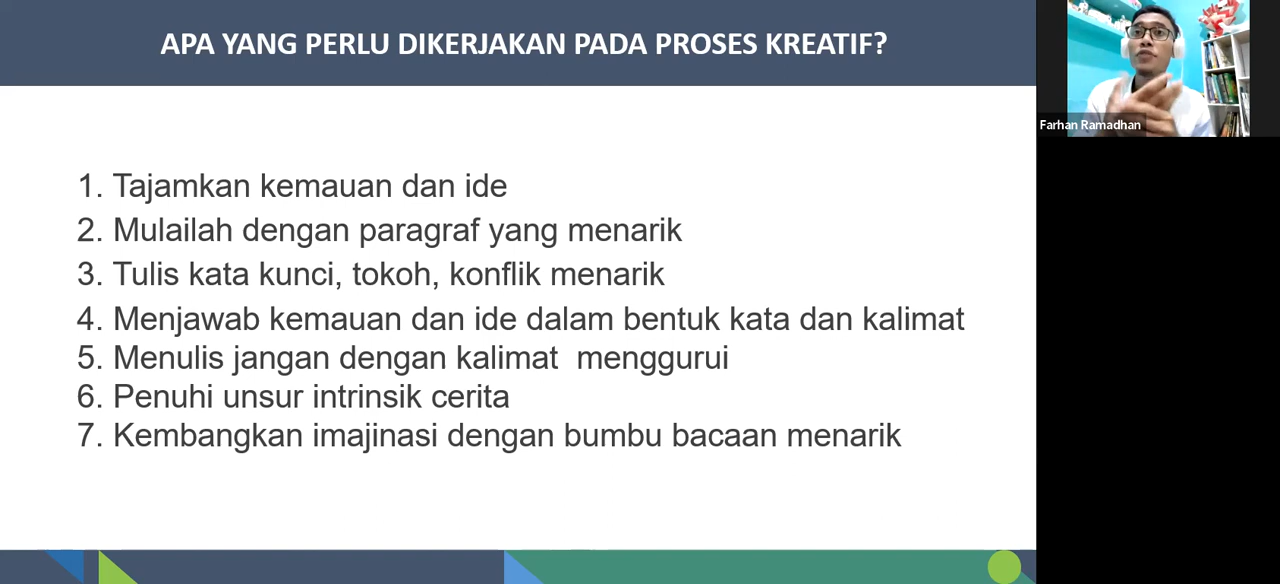 APA YANG PERLU DIKERJAKAN PADA PROSES KREATIF?
Farhan Ramadhan
1. Tajamkan kemauan dan ide
2. Mulailah dengan paragraf yang menarik
3. Tulis kata kunci, tokoh, konflik menarik
4. Menjawab kemauan dan ide dalam bentuk kata dan kalimat
5. Menulis jangan dengan kalimat  menggurui
6. Penuhi unsur intrinsik cerita
7. Kembangkan imajinasi dengan bumbu bacaan menarik